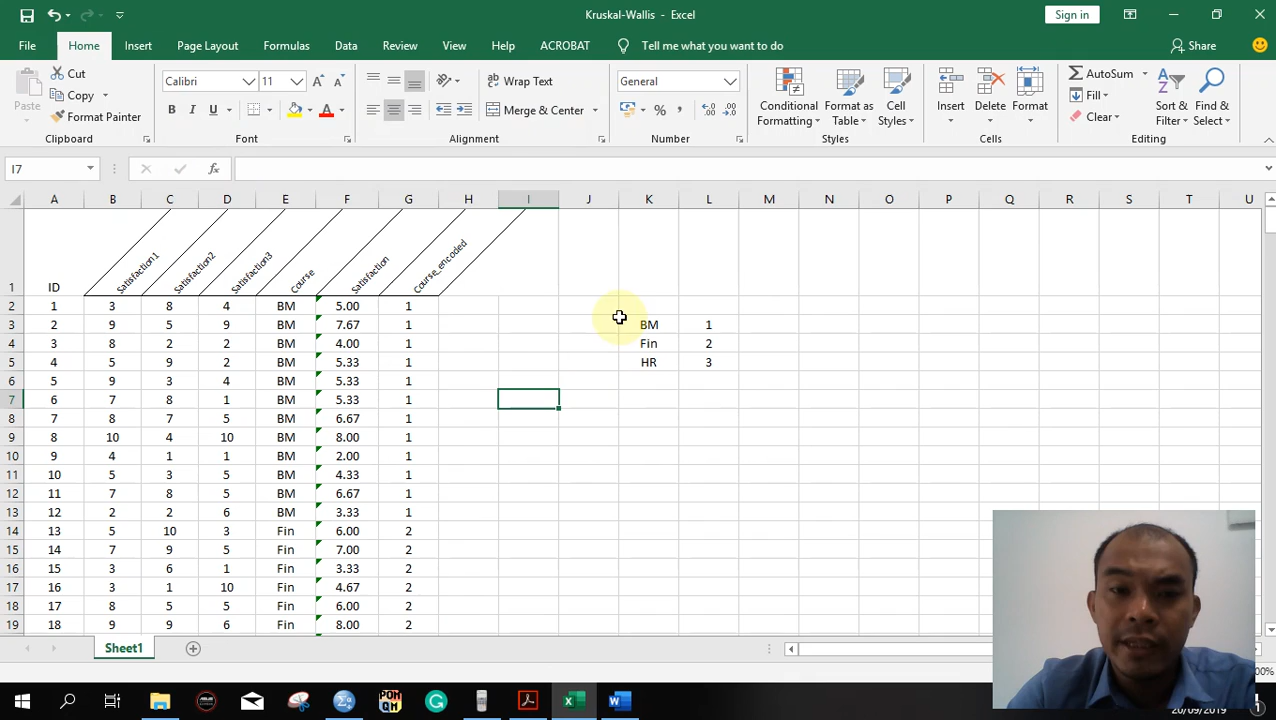 Kruskal-Wallis - Excel
Sign in
File Home Insert Page Layout Formulas Data Review View Help ACROBAT Tell me what you want to do Share
Paste Cut Copy Format Painter Clipboard
Calibri 11 B I U Font
Wrap Text Merge & Center Alignment
General % Number
Conditional Formatting Format as Table Cell Styles Styles
Insert Delete Format Cells
AutoSum Fill Clear Sort & Filter Find & Select Editing
I7 fx
A B C D E F G H I J K L M N O P Q R S T U
1 ID Satisfaction1 Satisfaction2 Satisfaction3 Course Satisfaction Course_encoded
2 1 3 8 4 BM 5.00 1
3 2 9 5 9 BM 7.67 1 BM 1
4 3 8 2 2 BM 4.00 1 Fin 2
5 4 5 9 2 BM 5.33 1 HR 3
6 5 9 3 4 BM 5.33 1
7 6 7 8 1 BM 5.33 1
8 7 8 7 5 BM 6.67 1
9 8 10 4 10 BM 8.00 1
10 9 4 1 1 BM 2.00 1
11 10 5 3 5 BM 4.33 1
12 11 7 8 5 BM 6.67 1
13 12 2 2 6 BM 3.33 1
14 13 5 10 3 Fin 6.00 2
15 14 7 9 5 Fin 7.00 2
16 15 3 6 1 Fin 3.33 2
17 16 3 1 10 Fin 4.67 2
18 17 8 5 5 Fin 6.00 2
19 18 9 9 6 Fin 8.00 2
Sheet1
20/09/2019